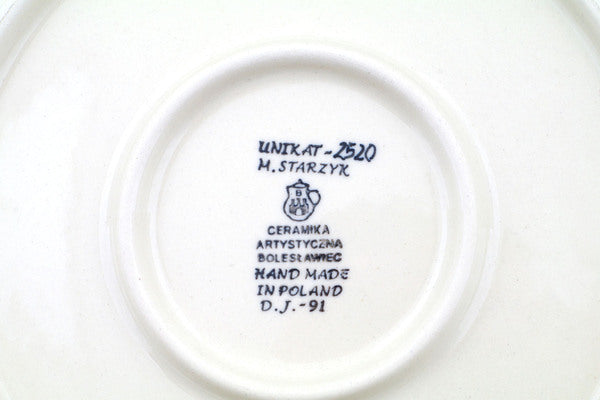 UNIKAT-2520
M. STARZYK
B
CERAMIKA
ARTYSTYCZNA
BOLESŁAWIEC
HAND MADE
IN POLAND
D.J.-91